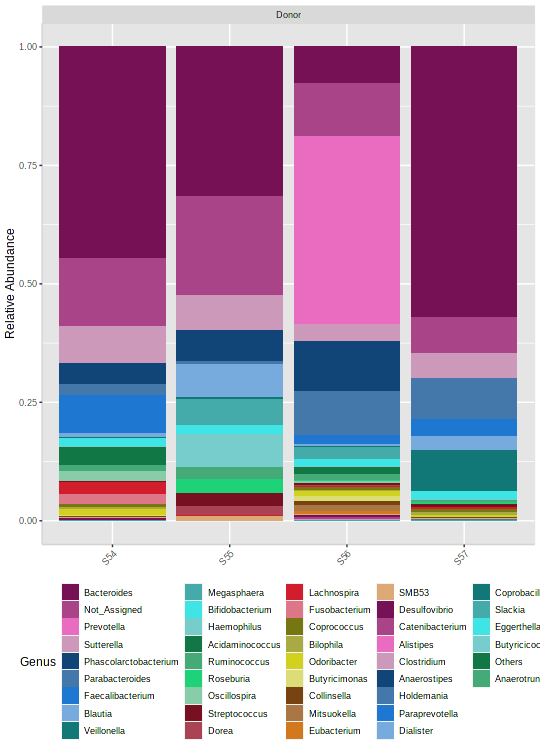 Donor
1.00
0.75
0.50
0.25
0.00
Relative Abundance
S54
S55
S56
S57
Genus
Bacteroides
Not_Assigned
Prevotella
Sutterella
Phascolarctobacterium
Parabacteroides
Faecalibacterium
Blautia
Veillonella
Megasphaera
Bifidobacterium
Haemophilus
Acidaminococcus
Ruminococcus
Roseburia
Oscillospira
Streptococcus
Dorea
Lachnospira
Fusobacterium
Coprococcus
Bilophila
Odoribacter
Butyricimonas
Collinsella
Mitsuokella
Eubacterium
SMB53
Desulfovibrio
Catenibacterium
Alistipes
Clostridium
Anaerostipes
Holdemania
Paraprevotella
Dialister
Coprobacil
Slackia
Eggerthella
Butyricicoc
Others
Anaerotrun